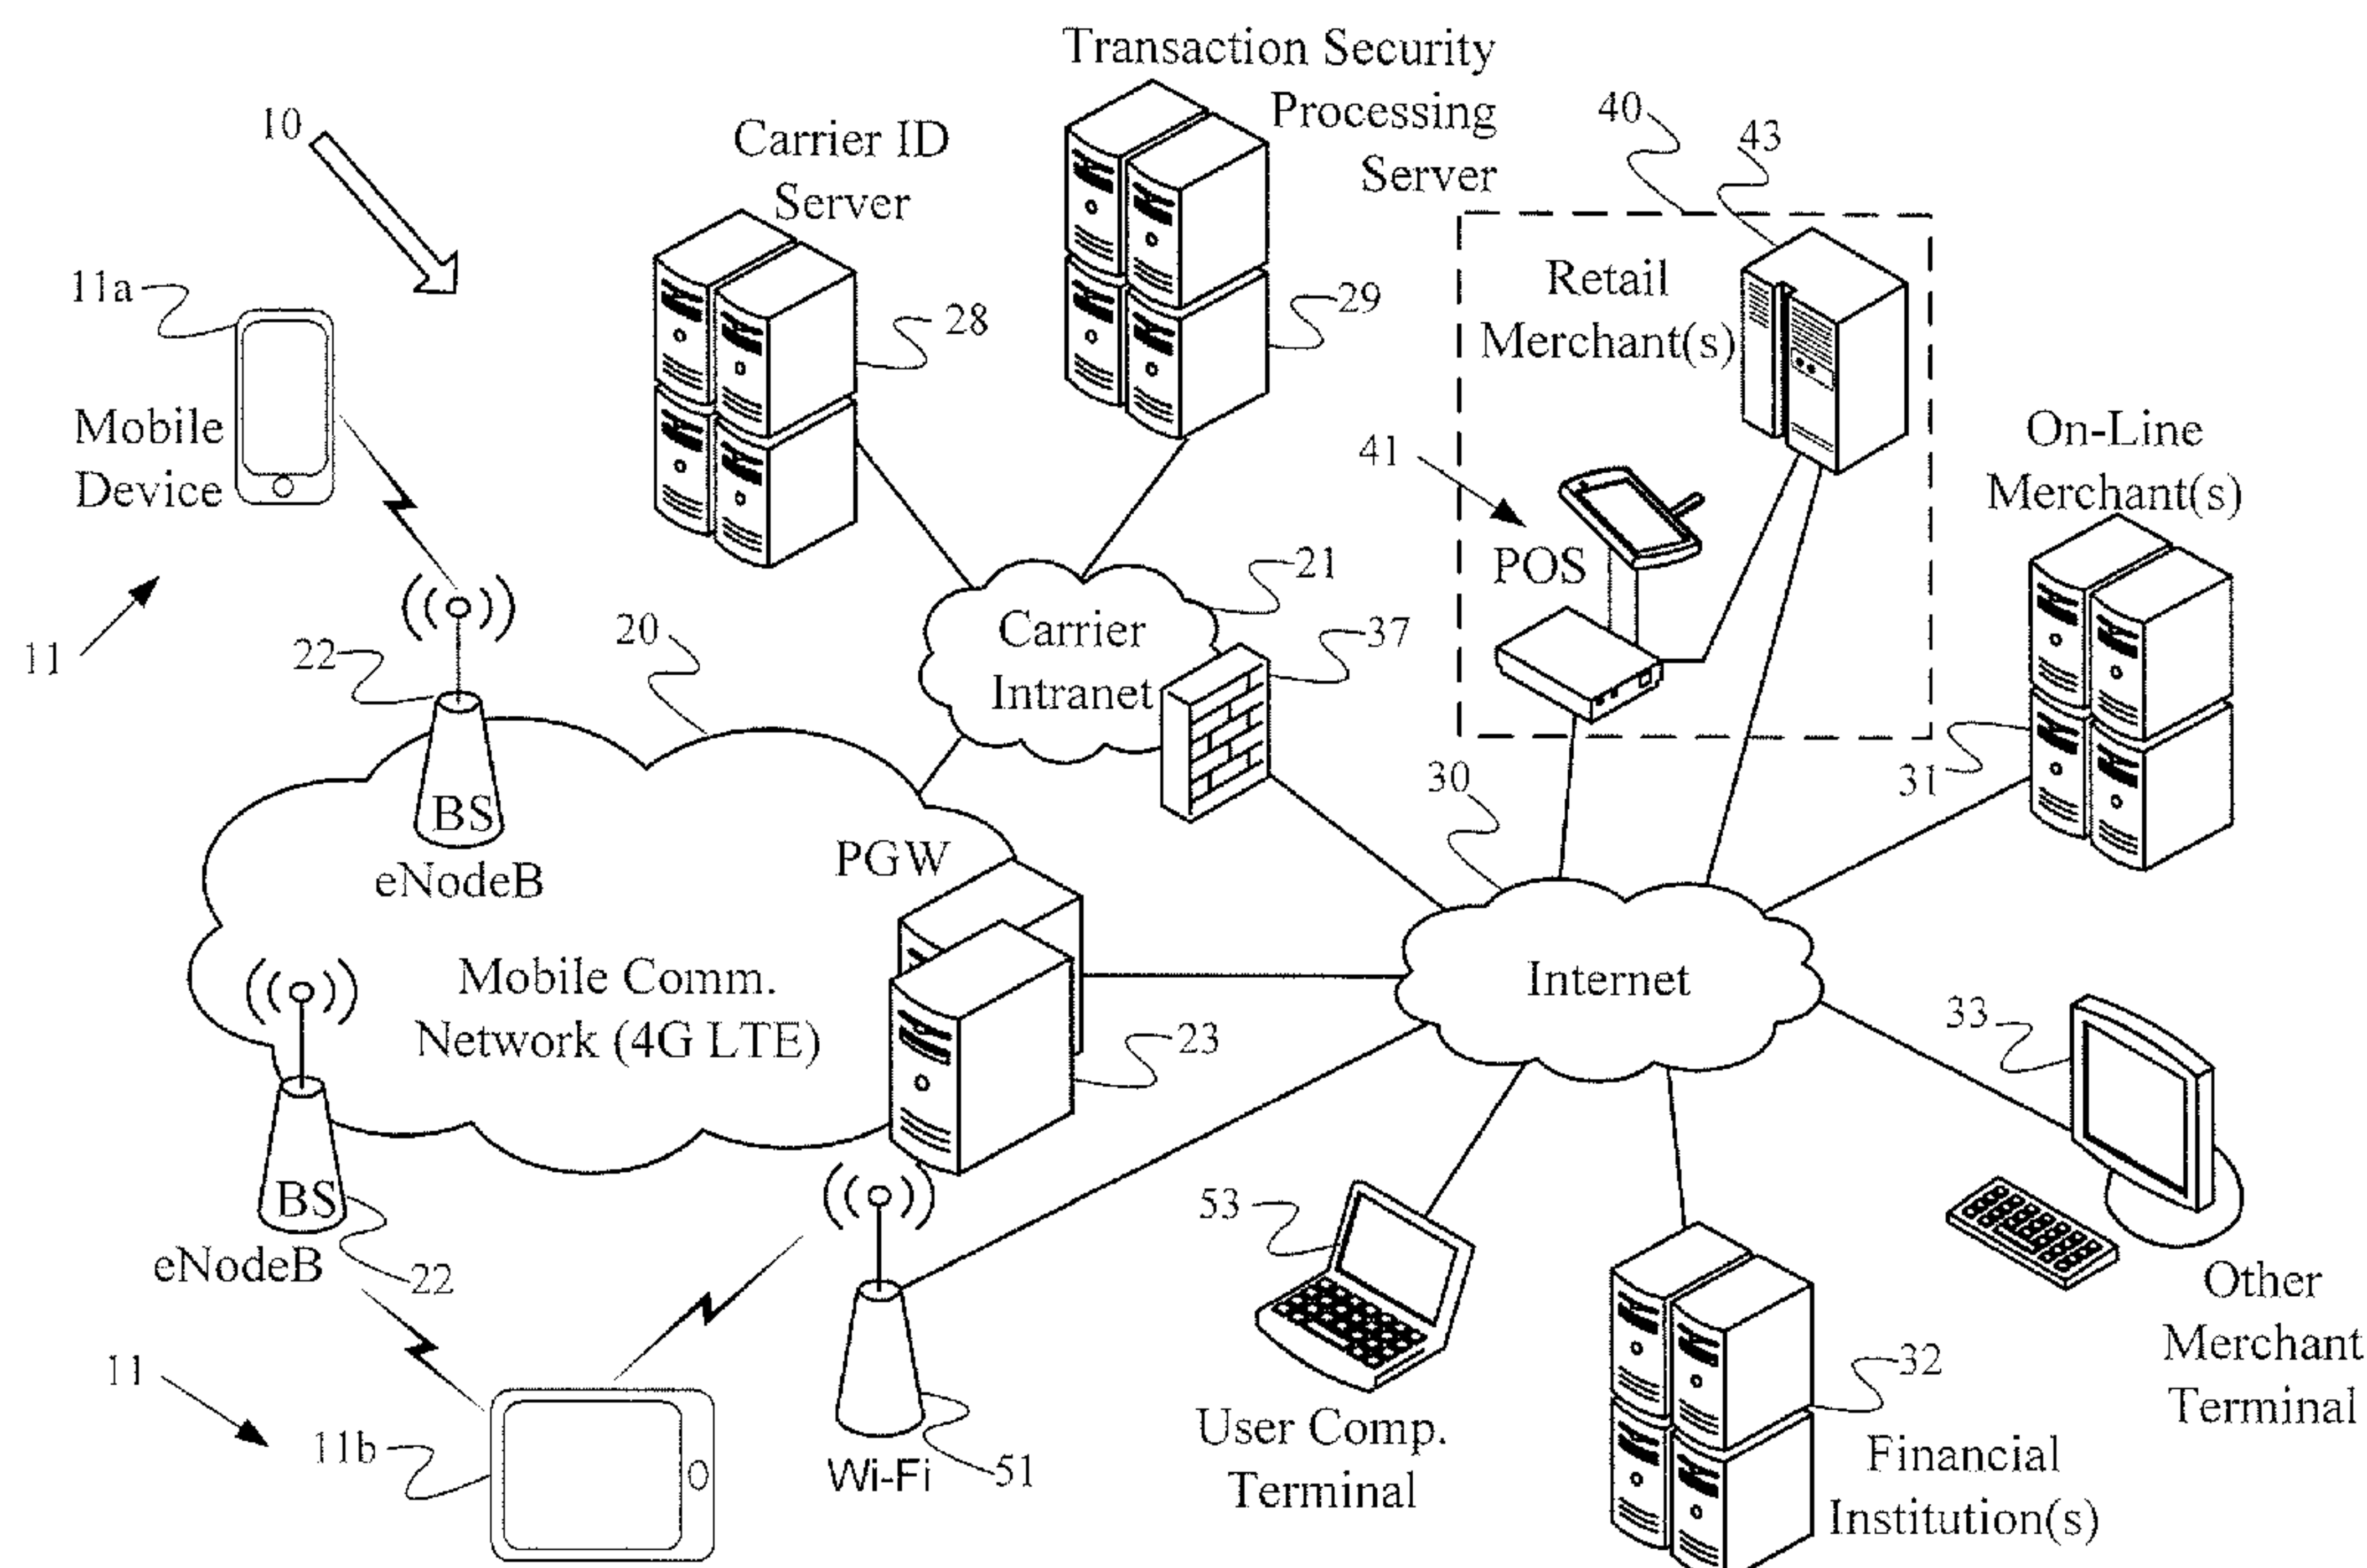 Transaction Security
Processing
Server
10
Carrier ID
Server
40
43
11a
28
29
Retail
Merchant(s)
Mobile
Device
41
On-Line
Merchant(s)
POS
21
Carrier
Intranet
37
11
22
20
31
30
BS
eNodeB
PGW
Mobile Comm.
Network (4G LTE)
Internet
23
33
BS
eNodeB
22
53
Other
Merchant
Terminal
11
11b
Wi-Fi
51
User Comp.
Terminal
32
Financial
Institution(s)